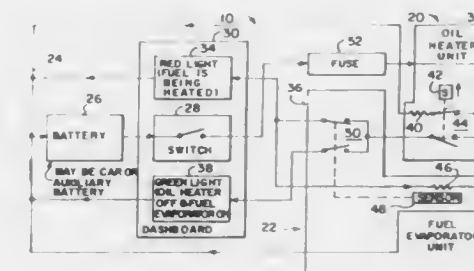 10
30
24
34
RED LIGHT
(FUEL IS
BEING
HEATED)
52
FUSE
20
OIL
HEATER
UNIT
42
S
36
26
BATTERY
28
SWITCH
50
40
44
MAY BE CAR OR
AUXILIARY
BATTERY
38
GREEN LIGHT
(OIL HEATER
OFF & FUEL
EVAPORATOR ON
DASHBOARD
46
SENSOR
48
22
FUEL
EVAPORATOR
UNIT